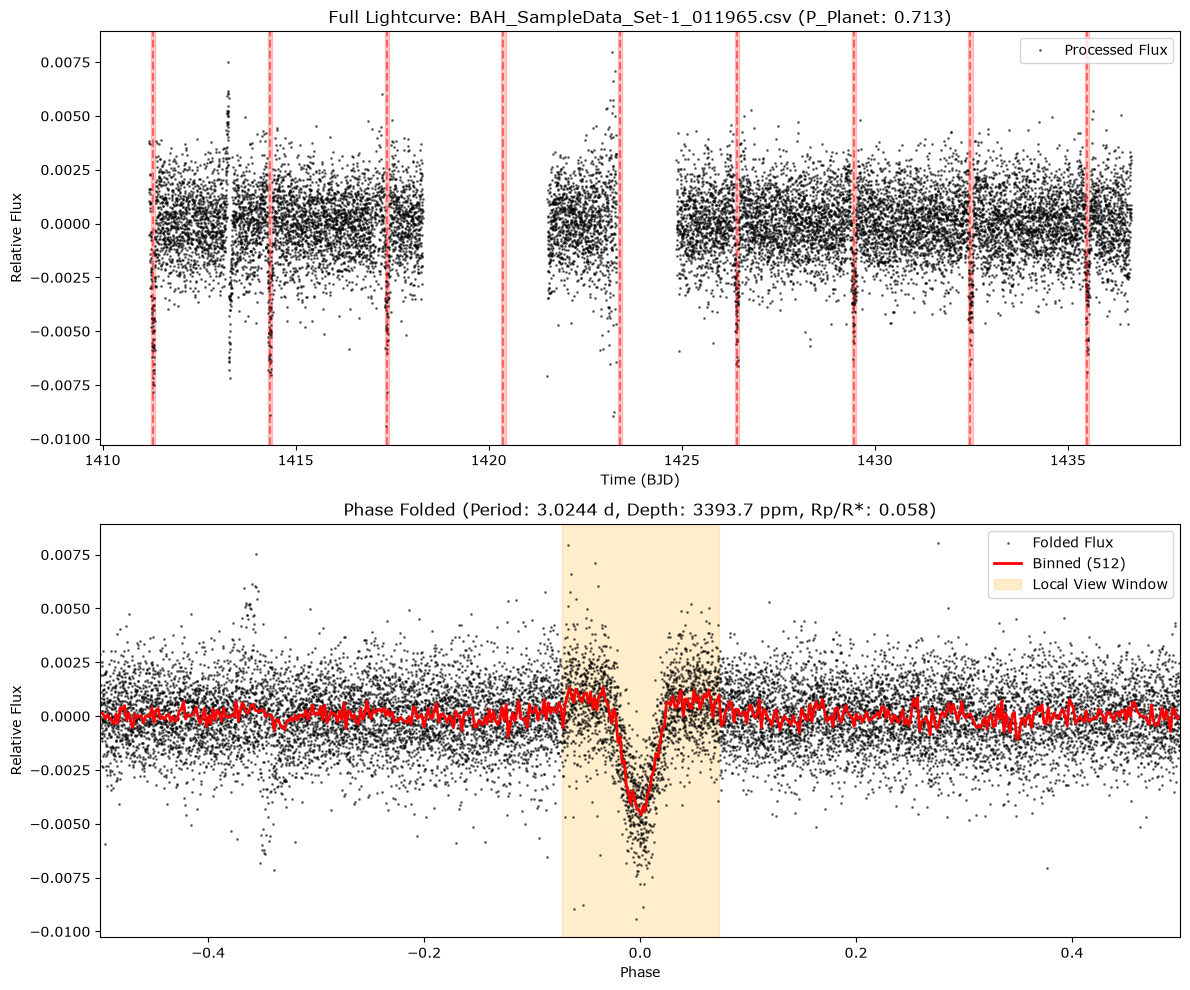 Full Lightcurve: BAH_SampleData_Set-1_011965.csv (P_Planet: 0.713)
Processed Flux
0.0075
0.0050
0.0025
0.0000
−0.0025
−0.0050
−0.0075
−0.0100
Relative Flux
1410 1415 1420 1425 1430 1435
Time (BJD)
Phase Folded (Period: 3.0244 d, Depth: 3393.7 ppm, Rp/R*: 0.058)
Folded Flux
Binned (512)
Local View Window
0.0075
0.0050
0.0025
0.0000
−0.0025
−0.0050
−0.0075
−0.0100
Relative Flux
−0.4 −0.2 0.0 0.2 0.4
Phase